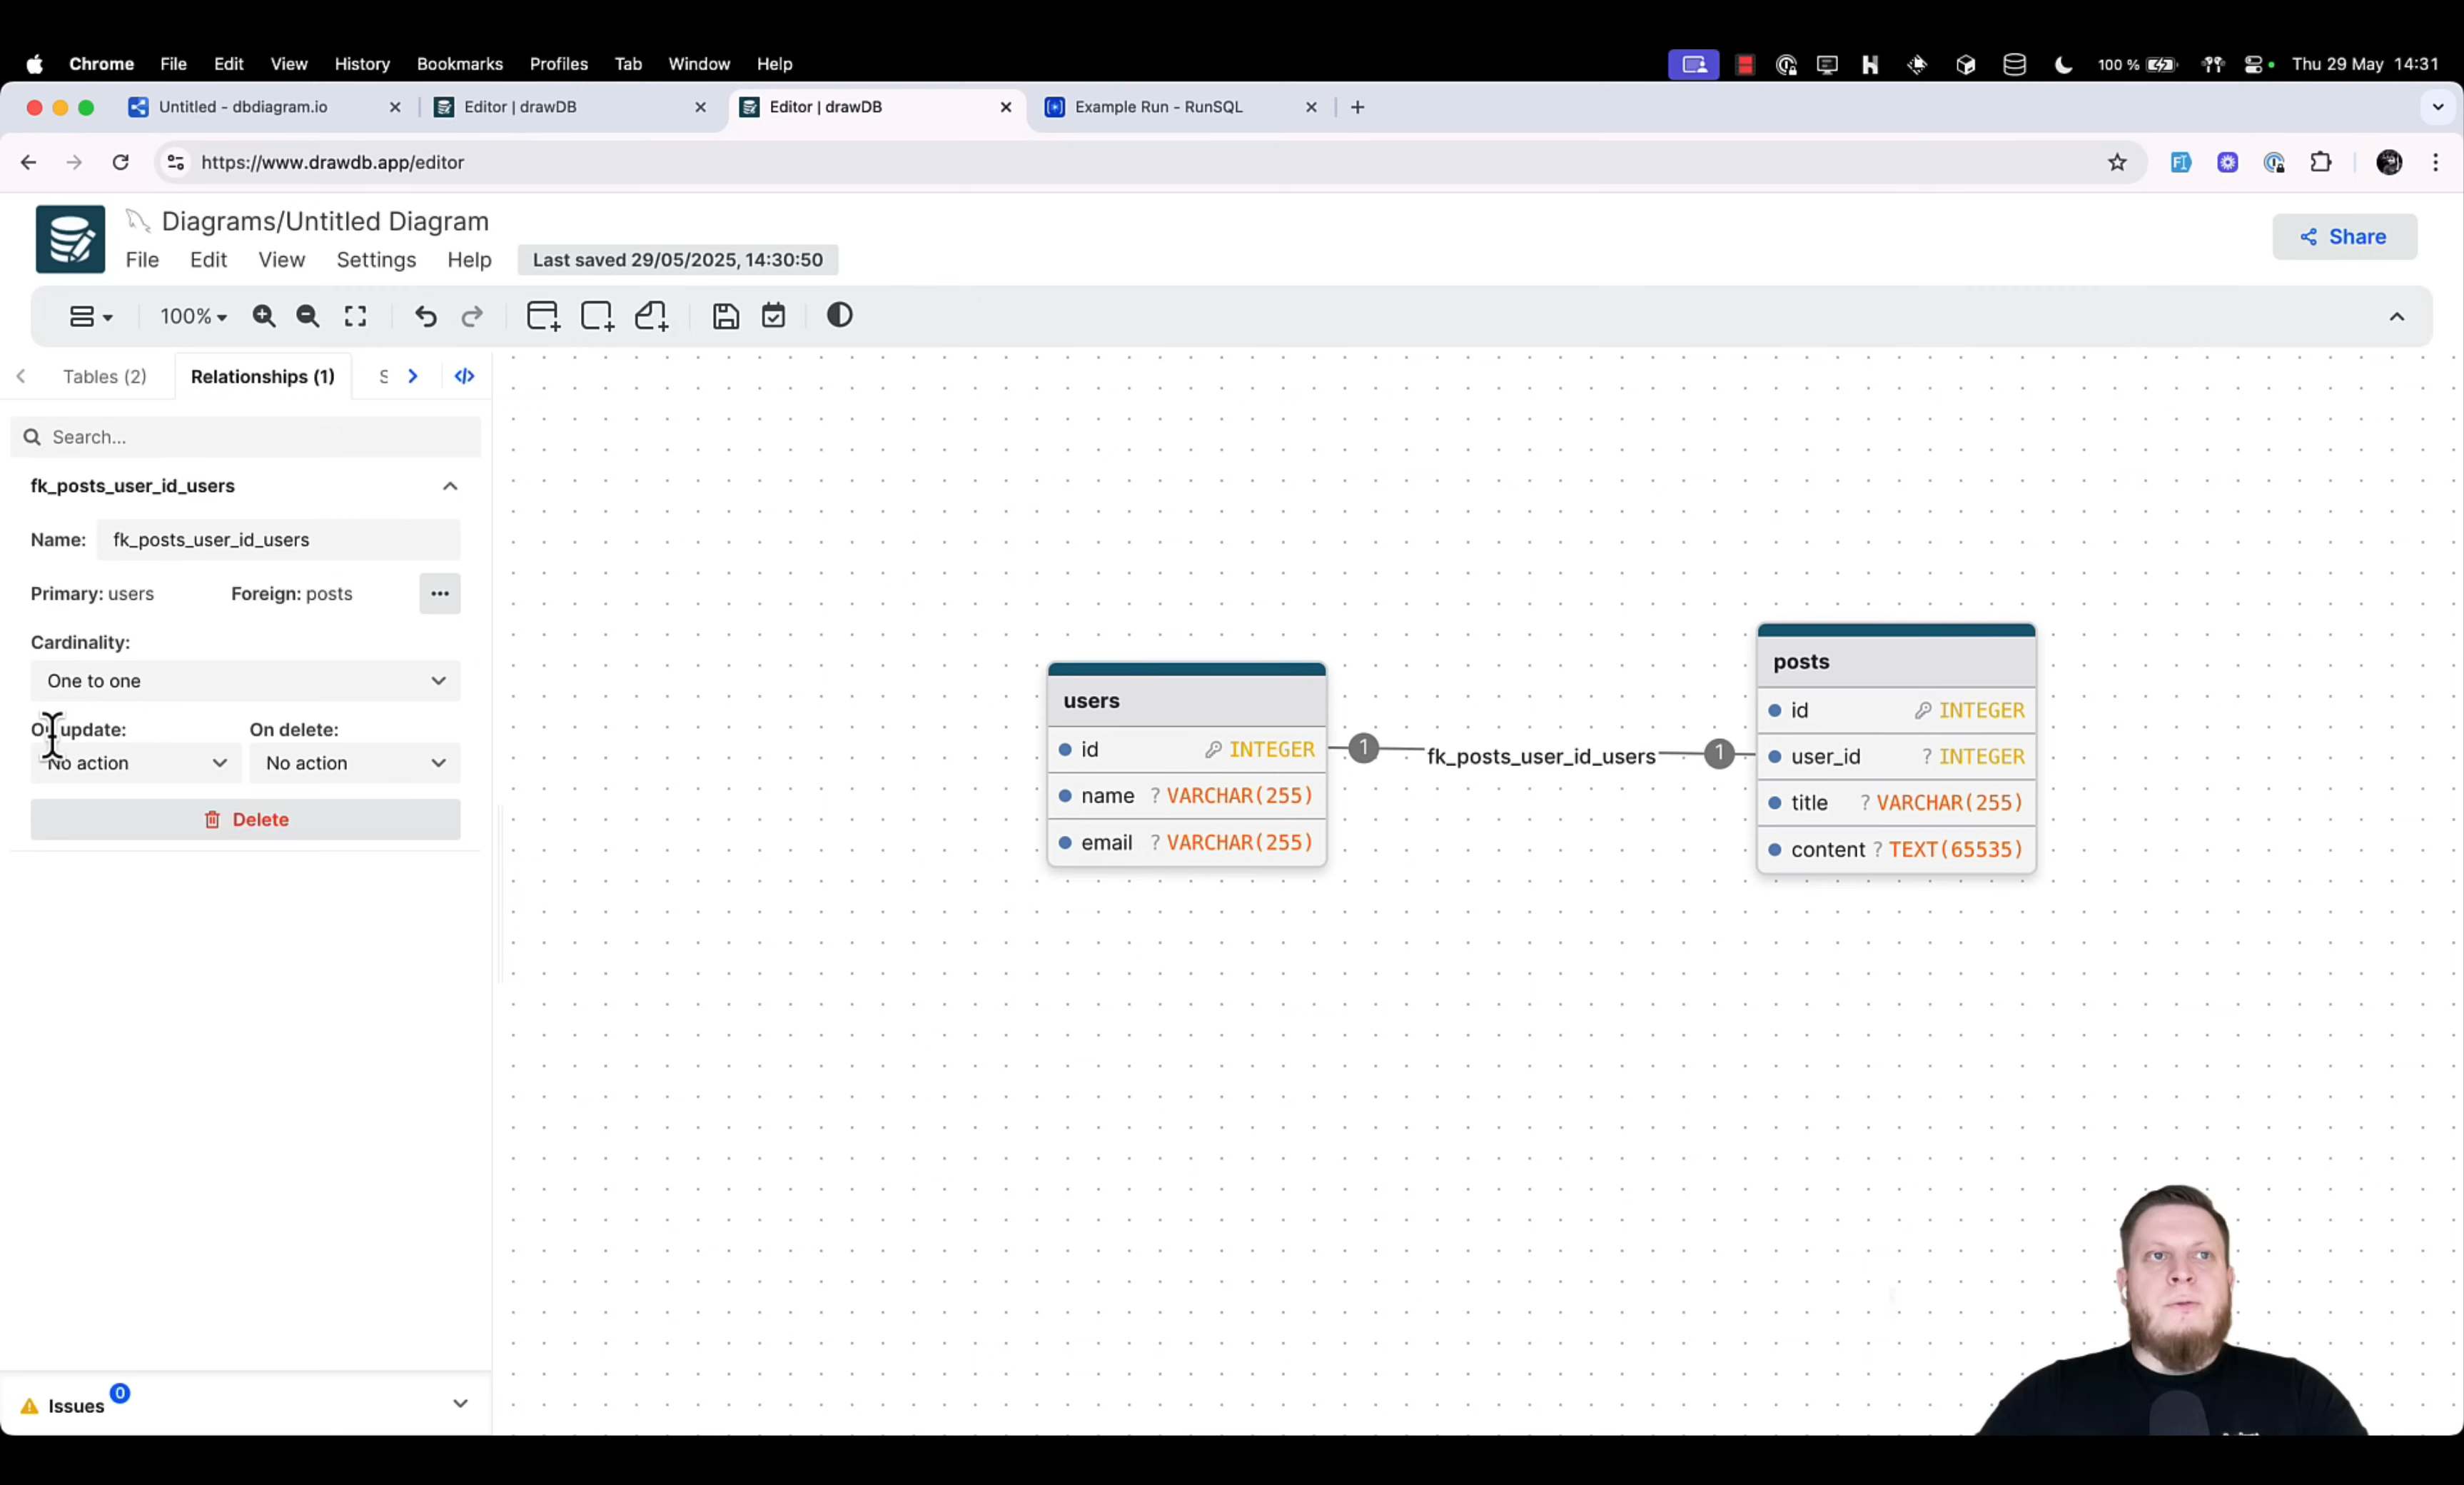 Chrome File Edit View History Bookmarks Profiles Tab Window Help 100 % Thu 29 May 14:31
Untitled - dbdiagram.io Editor | drawDB Editor | drawDB Example Run - RunSQL
https://www.drawdb.app/editor
Diagrams/Untitled Diagram
File Edit View Settings Help Last saved 29/05/2025, 14:30:50
Share
100%
Tables (2) Relationships (1) S
Search...
fk_posts_user_id_users
Name: fk_posts_user_id_users
Primary: users Foreign: posts
Cardinality:
One to one
On update: On delete:
No action No action
Delete
users
id INTEGER
name ? VARCHAR(255)
email ? VARCHAR(255)
1 fk_posts_user_id_users 1
posts
id INTEGER
user_id ? INTEGER
title ? VARCHAR(255)
content ? TEXT(65535)
Issues 0